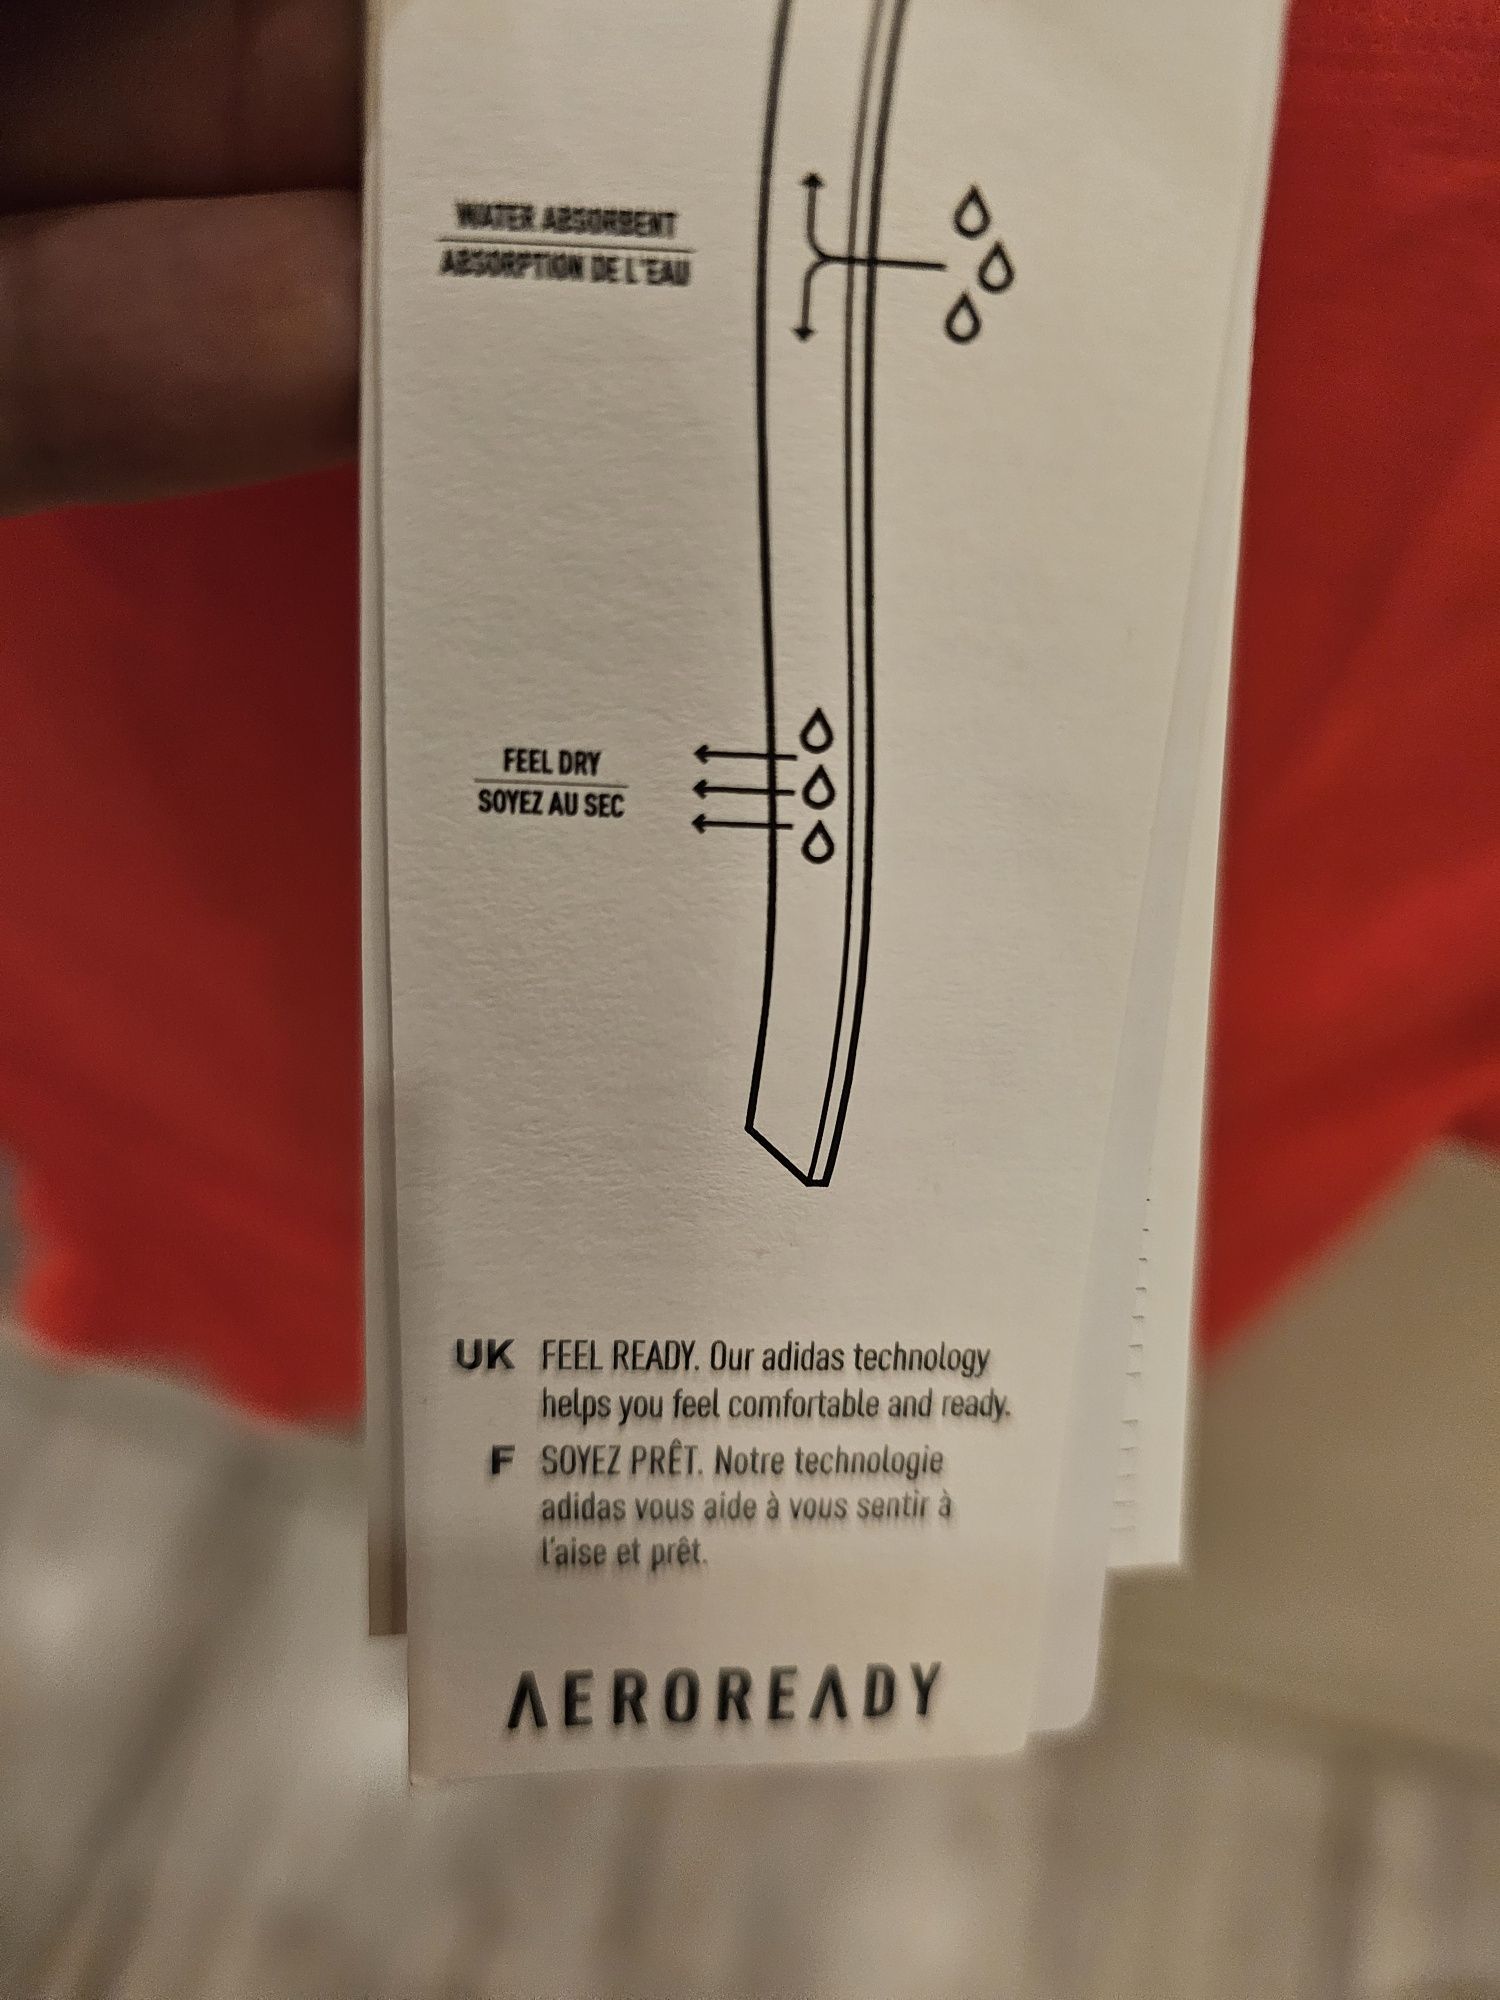 WATER ABSORBENT
ABSORPTION DE L'EAU
FEEL DRY
SOYEZ AU SEC
UK FEEL READY. Our adidas technology
helps you feel comfortable and ready.
F SOYEZ PRÊT. Notre technologie
adidas vous aide à vous sentir à
l'aise et prêt.
AEROREADY